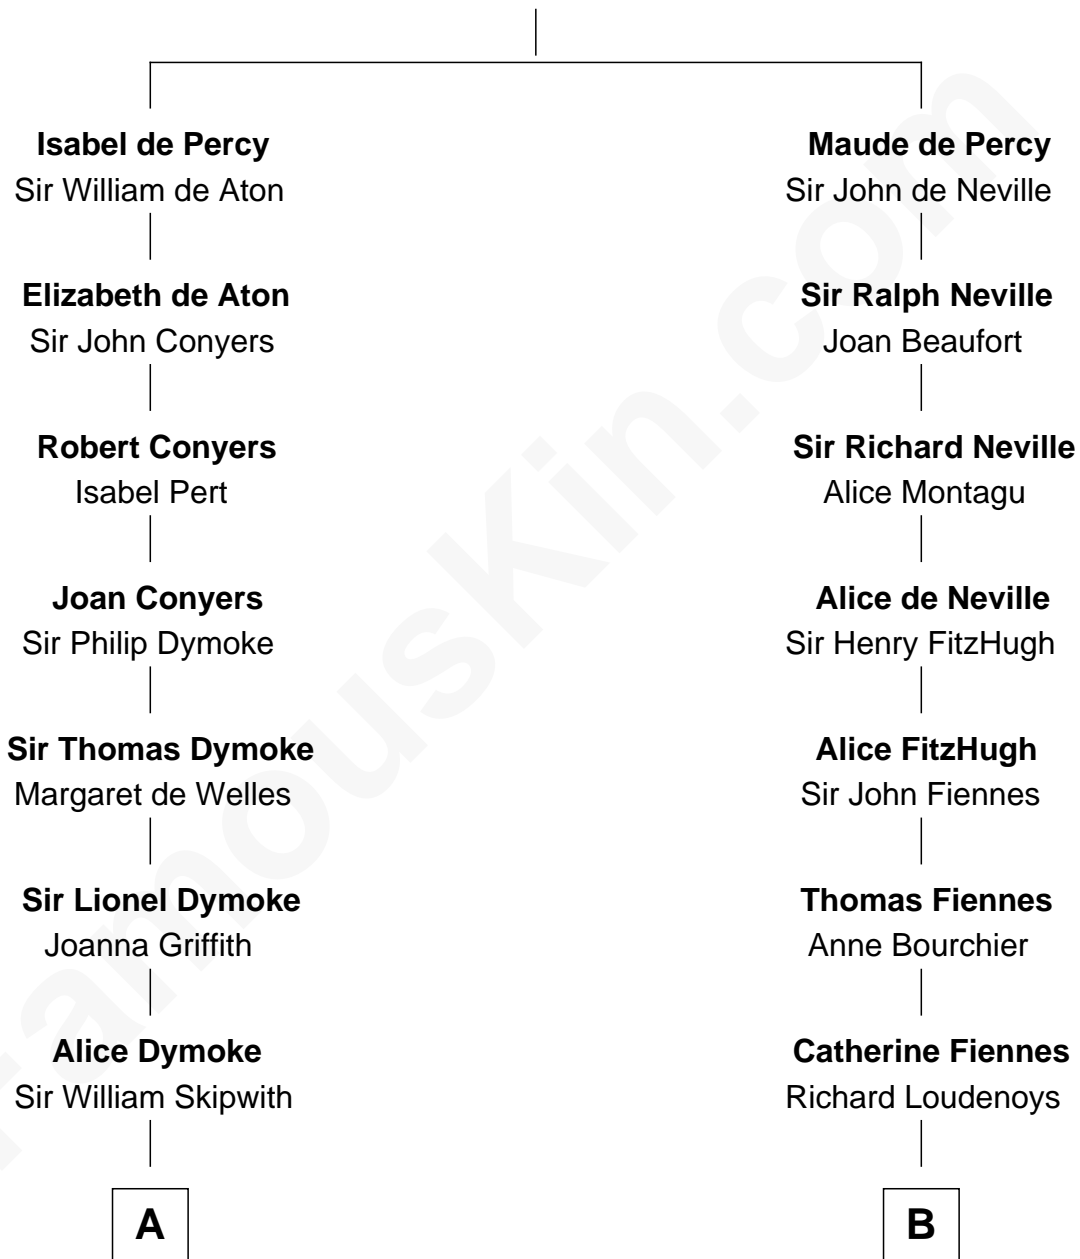 Isabel de Percy
Sir William de Aton
Elizabeth de Aton
Sir John Conyers
Robert Conyers
Isabel Pert
Joan Conyers
Sir Philip Dymoke
Sir Thomas Dymoke
Margaret de Welles
Sir Lionel Dymoke
Joanna Griffith
Alice Dymoke
Sir William Skipwith
A
Maude de Percy
Sir John de Neville
Sir Ralph Neville
Joan Beaufort
Sir Richard Neville
Alice Montagu
Alice de Neville
Sir Henry FitzHugh
Alice FitzHugh
Sir John Fiennes
Thomas Fiennes
Anne Bourchier
Catherine Fiennes
Richard Loudenoys
B
FamousKin.com